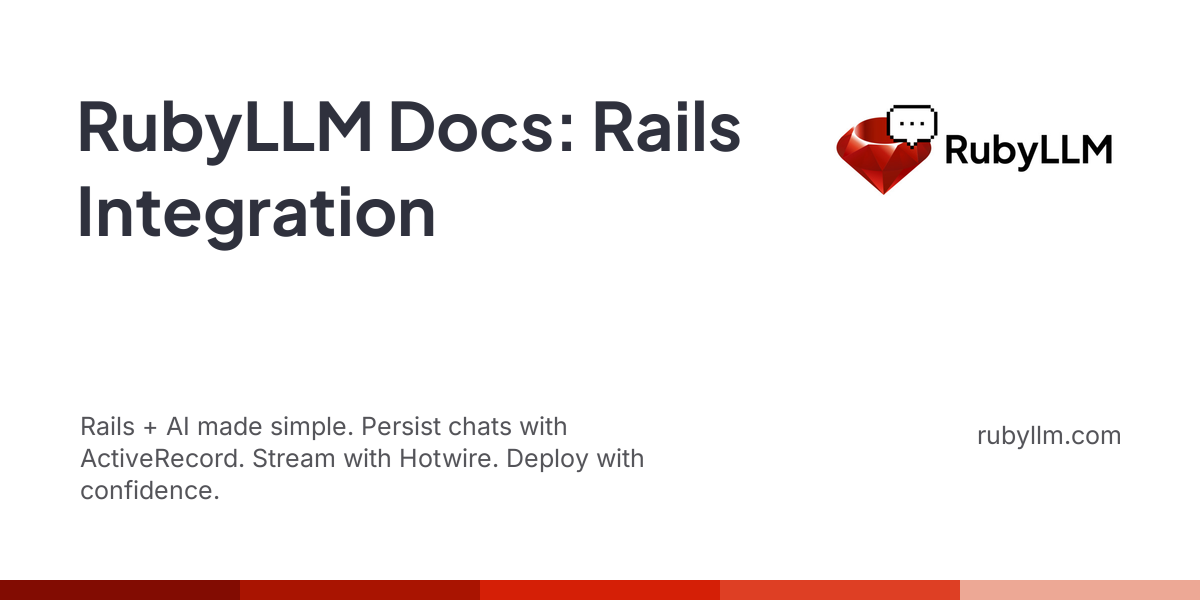 RubyLLM Docs: Rails
Integration
RubyLLM
Rails + AI made simple. Persist chats with
ActiveRecord. Stream with Hotwire. Deploy with
confidence.
rubyllm.com